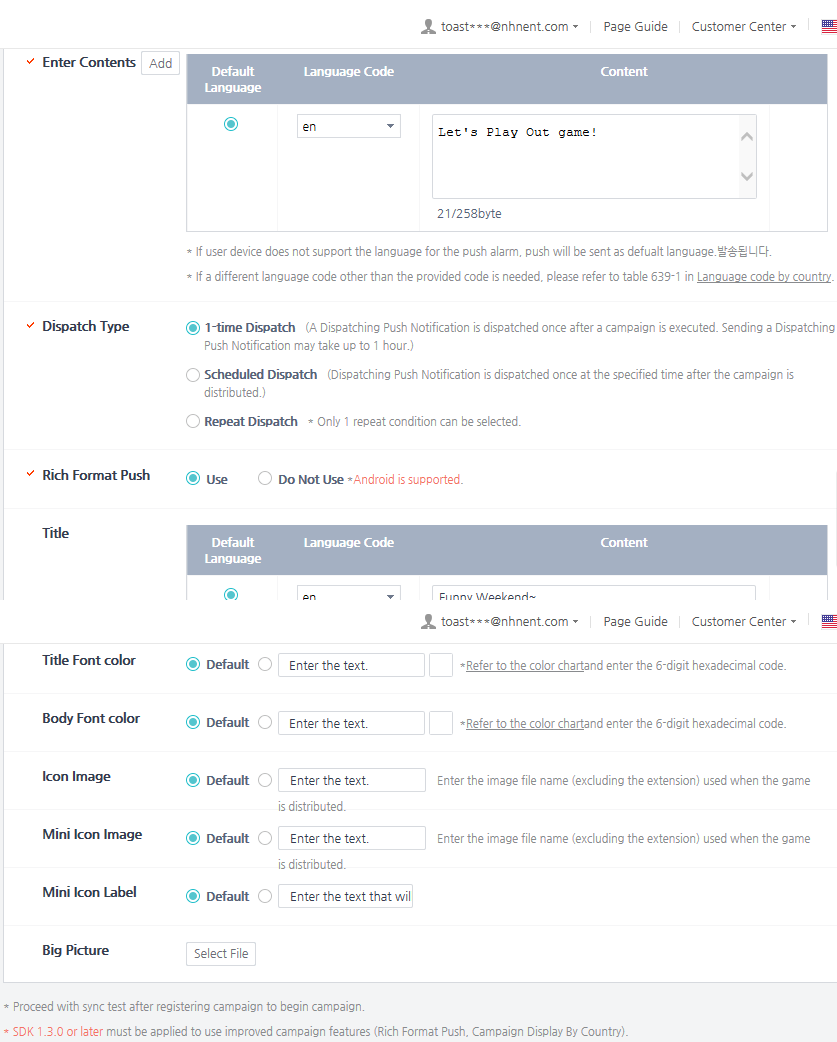 toast***@nhnent.com Page Guide Customer Center
Enter Contents Add
Default Language Language Code Content
en
Let's Play Out game!
21/258byte
* If user device does not support the language for the push alarm, push will be sent as defualt language.발송됩니다.
* If a different language code other than the provided code is needed, please refer to table 639-1 in Language code by country.
Dispatch Type
1-time Dispatch (A Dispatching Push Notification is dispatched once after a campaign is executed. Sending a Dispatching
Push Notification may take up to 1 hour.)
Scheduled Dispatch (Dispatching Push Notification is dispatched once at the specified time after the campaign is
distributed.)
Repeat Dispatch * Only 1 repeat condition can be selected.
Rich Format Push Use Do Not Use *Android is supported.
Title
Default Language Language Code Content
en Funny Weekend~
toast***@nhnent.com Page Guide Customer Center
Title Font color Default Enter the text. *Refer to the color chartand enter the 6-digit hexadecimal code.
Body Font color Default Enter the text. *Refer to the color chartand enter the 6-digit hexadecimal code.
Icon Image Default Enter the text. Enter the image file name (excluding the extension) used when the game
is distributed.
Mini Icon Image Default Enter the text. Enter the image file name (excluding the extension) used when the game
is distributed.
Mini Icon Label Default Enter the text that wil
Big Picture Select File
* Proceed with sync test after registering campaign to begin campaign.
* SDK 1.3.0 or later must be applied to use improved campaign features (Rich Format Push, Campaign Display By Country).